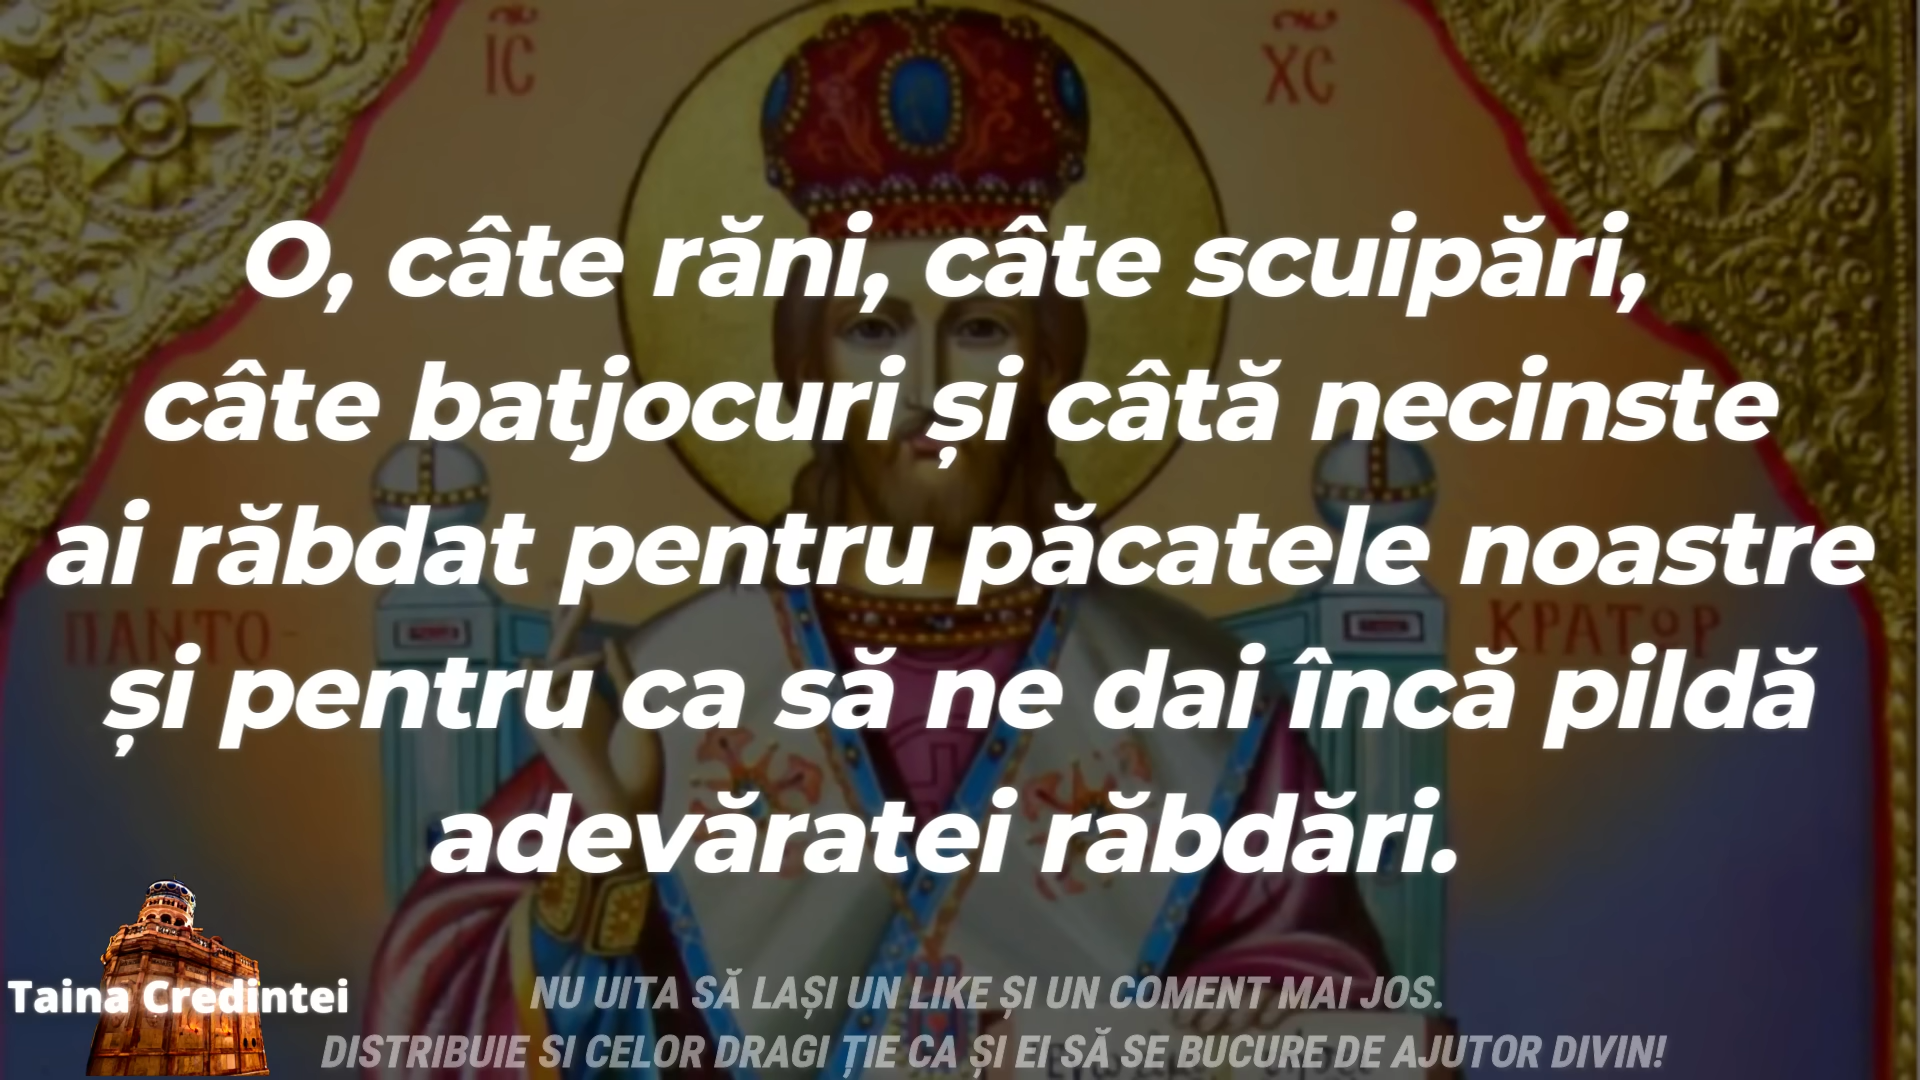 IC
XC
O, câte răni, câte scuipări,
câte batjocuri și câtă necinste
ai răbdat pentru păcatele noastre
ПАNТО-
КРАТѠР
și pentru ca să ne dai încă pildă
adevăratei răbdări.
Taina Credintei
NU UITA SĂ LAȘI UN LIKE ȘI UN COMENT MAI JOS.
DISTRIBUIE SI CELOR DRAGI ȚIE CA ȘI EI SĂ SE BUCURE DE AJUTOR DIVIN!